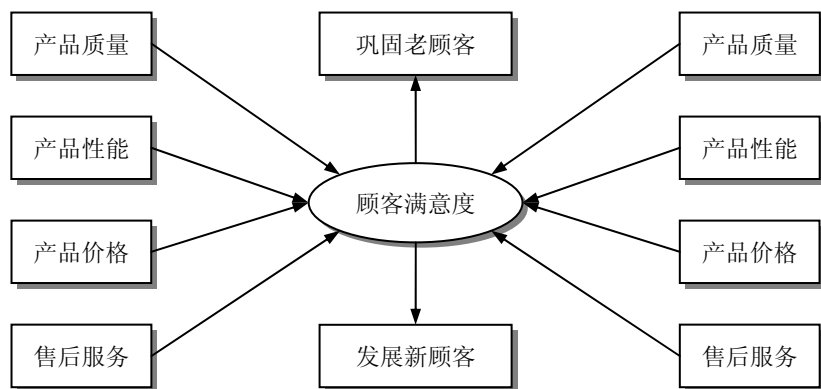 产品质量
巩固老顾客
产品质量
产品性能
产品性能
顾客满意度
产品价格
产品价格
售后服务
发展新顾客
售后服务